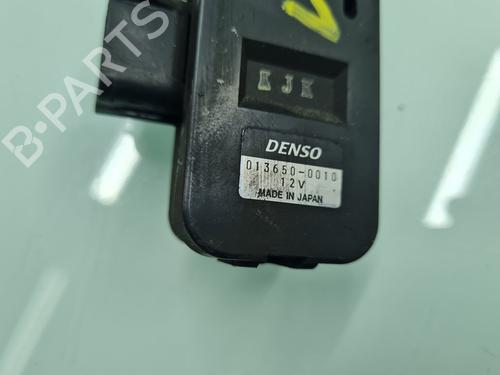 B-PARTS
KJK
DENSO
013650-0010
12V
MADE IN JAPAN